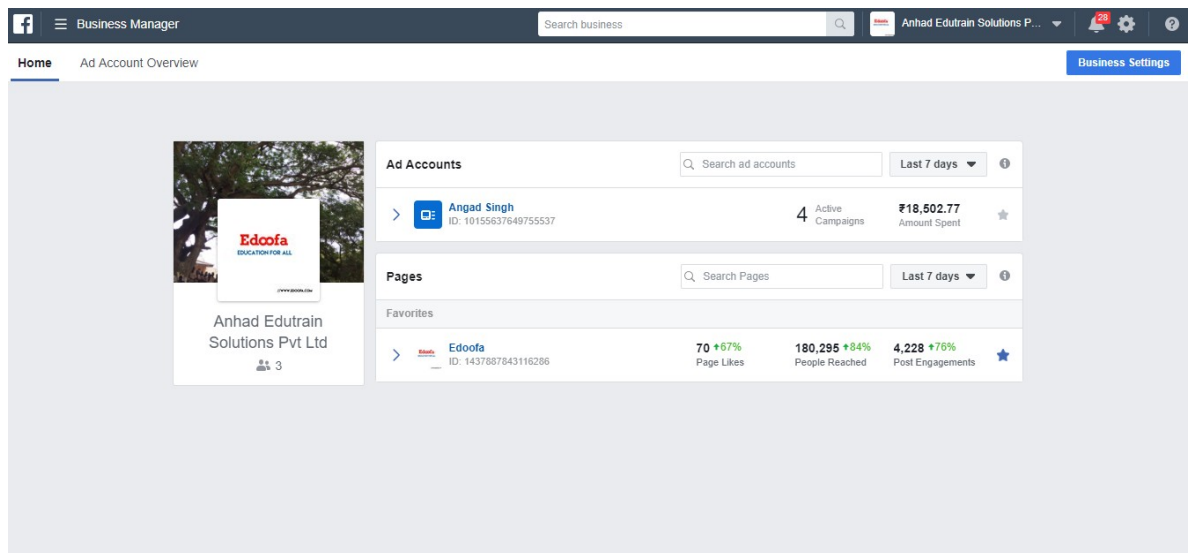 Business Manager
Search business
Anhad Edutrain Solutions P...
28
Home
Ad Account Overview
Business Settings
Edoofa
EDUCATION FOR ALL
Anhad Edutrain
Solutions Pvt Ltd
3
Ad Accounts
Search ad accounts
Last 7 days
Angad Singh
ID: 10155637649755537
4 Active
Campaigns
₹18,502.77
Amount Spent
Pages
Search Pages
Last 7 days
Favorites
Edoofa
ID: 1437887843116286
70 67%
Page Likes
180,295 84%
People Reached
4,228 76%
Post Engagements